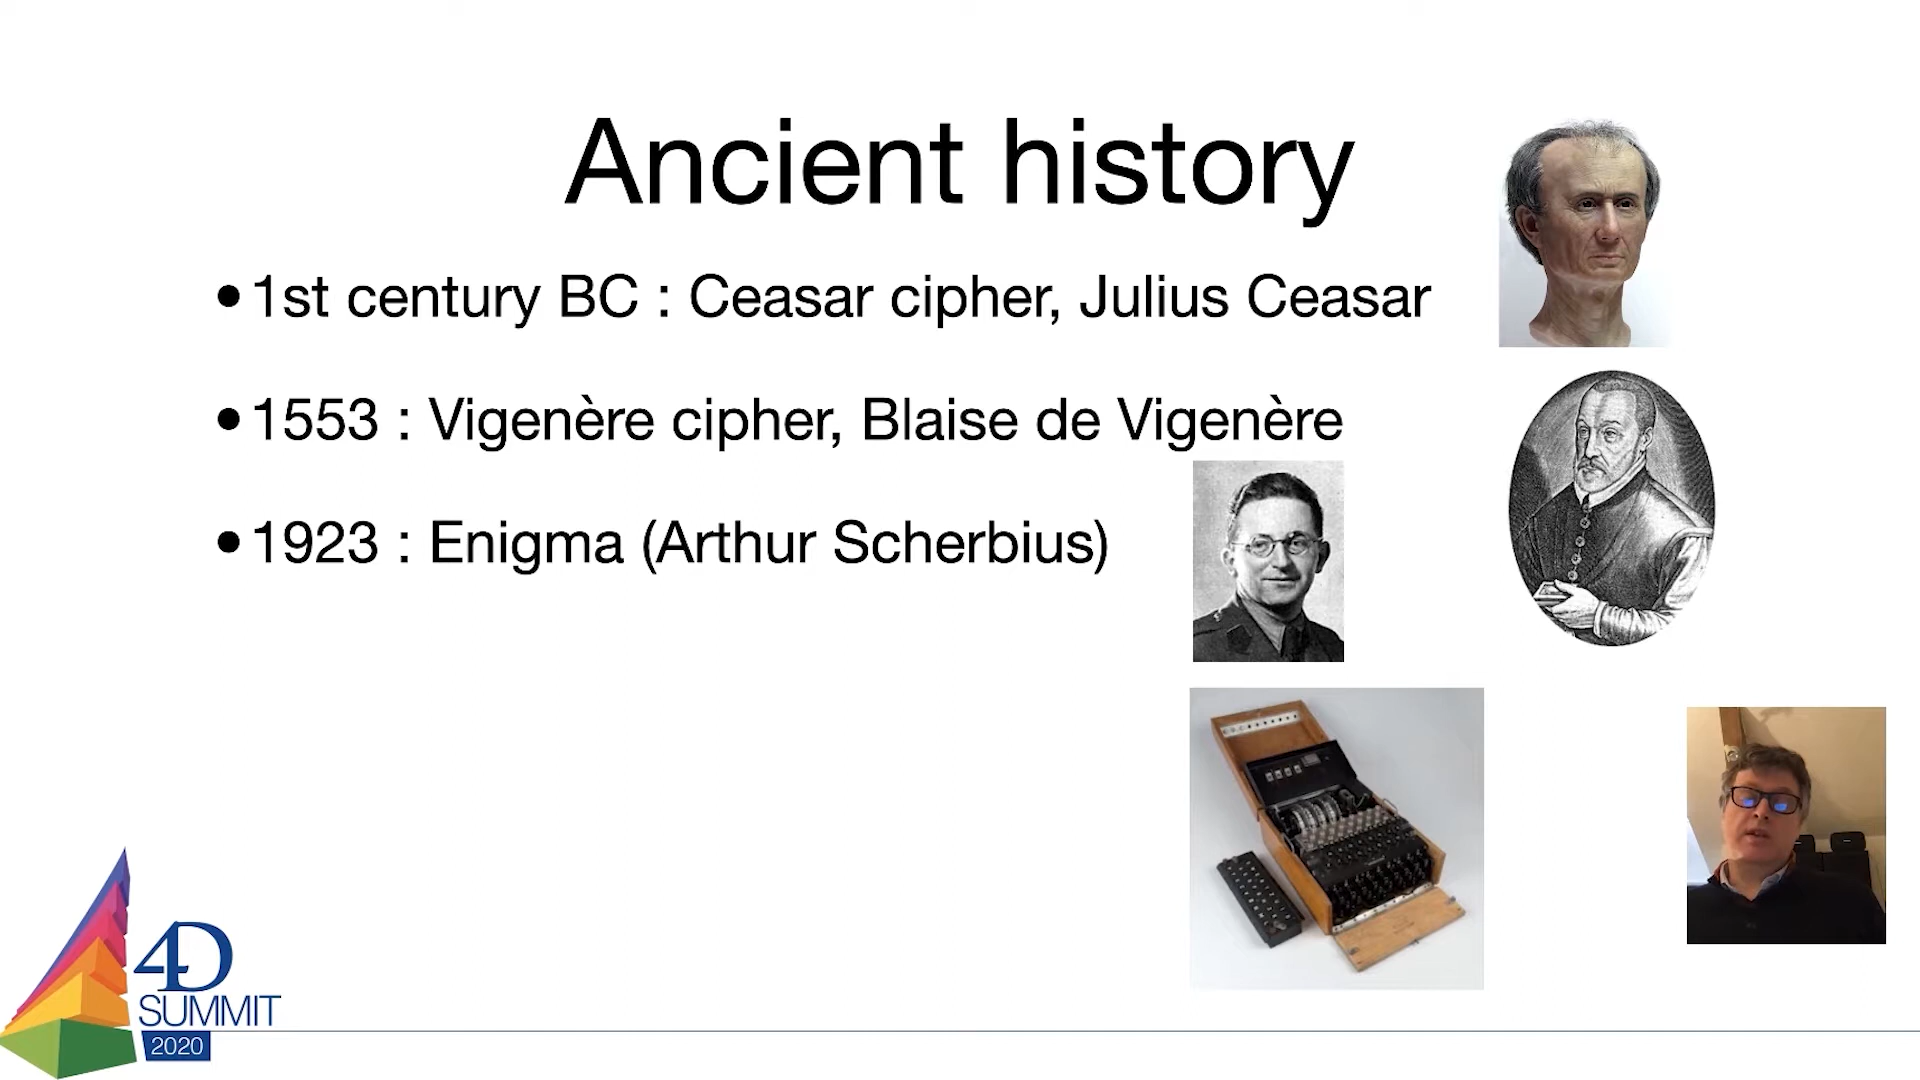 Ancient history
•1st century BC : Ceasar cipher, Julius Ceasar
•1553 : Vigenère cipher, Blaise de Vigenère
•1923 : Enigma (Arthur Scherbius)
4D
SUMMIT
2020